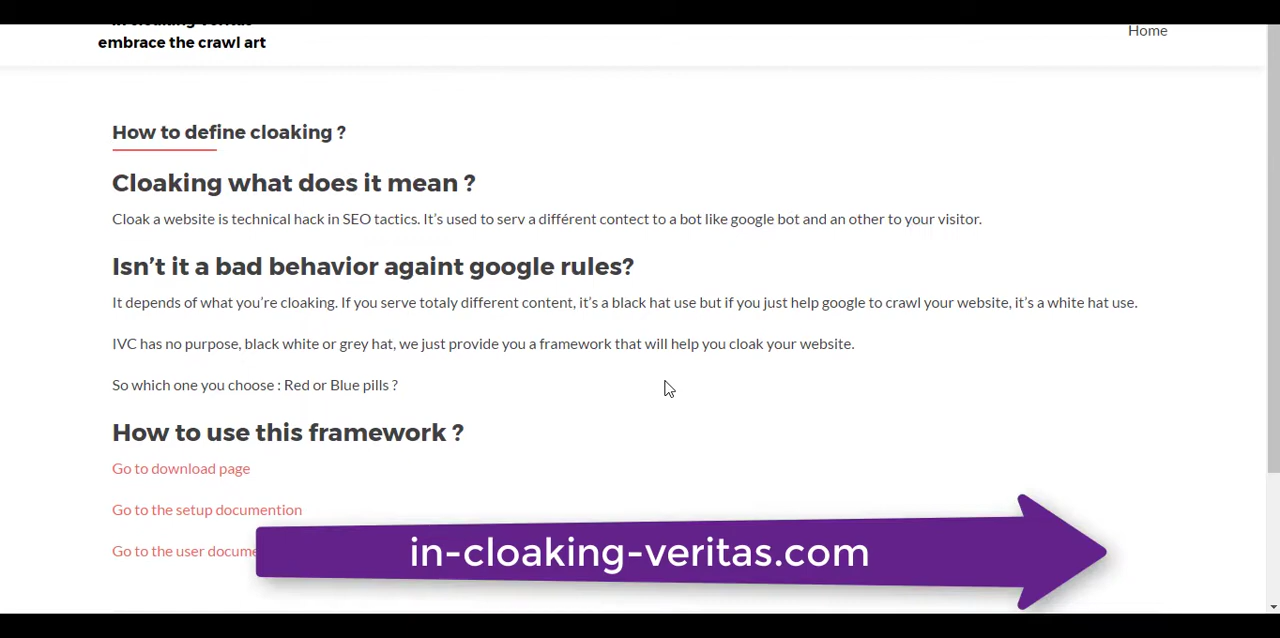 embrace the crawl art
Home
How to define cloaking ?
Cloaking what does it mean ?
Cloak a website is technical hack in SEO tactics. It’s used to serv a différent contect to a bot like google bot and an other to your visitor.
Isn’t it a bad behavior againt google rules?
It depends of what you’re cloaking. If you serve totaly different content, it’s a black hat use but if you just help google to crawl your website, it’s a white hat use.
IVC has no purpose, black white or grey hat, we just provide you a framework that will help you cloak your website.
So which one you choose : Red or Blue pills ?
How to use this framework ?
Go to download page
Go to the setup documention
Go to the user docume
in-cloaking-veritas.com